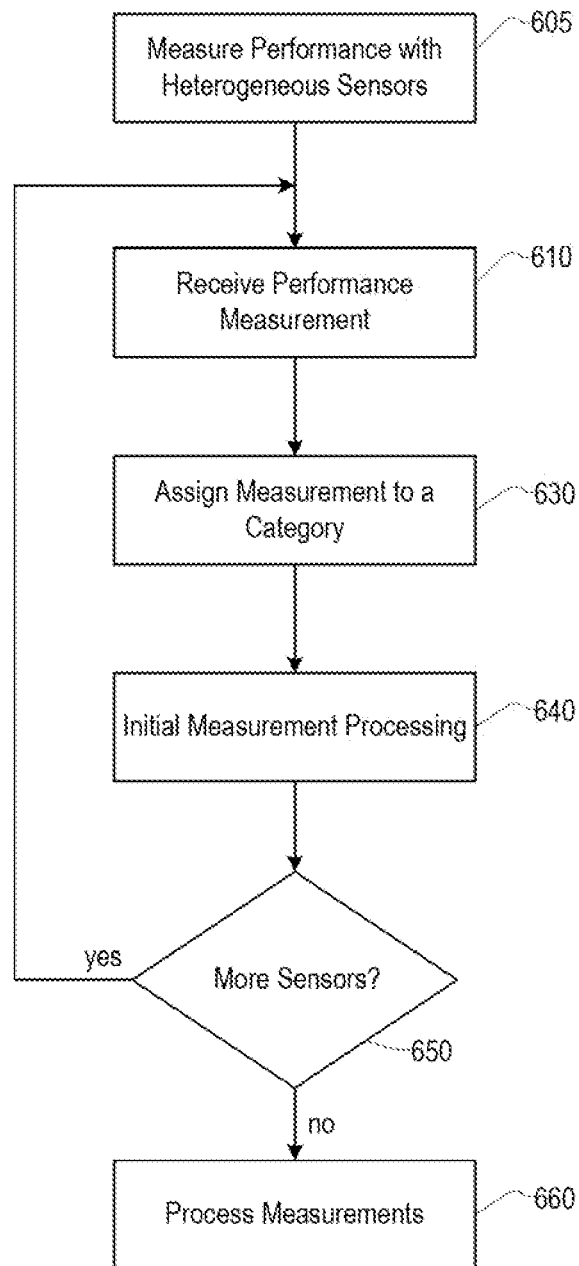 Measure Performance with
Heterogeneous Sensors
605
Receive Performance
Measurement
610
Assign Measurement to a
Category
630
Initial Measurement Processing
640
yes
More Sensors?
650
no
Process Measurements
660